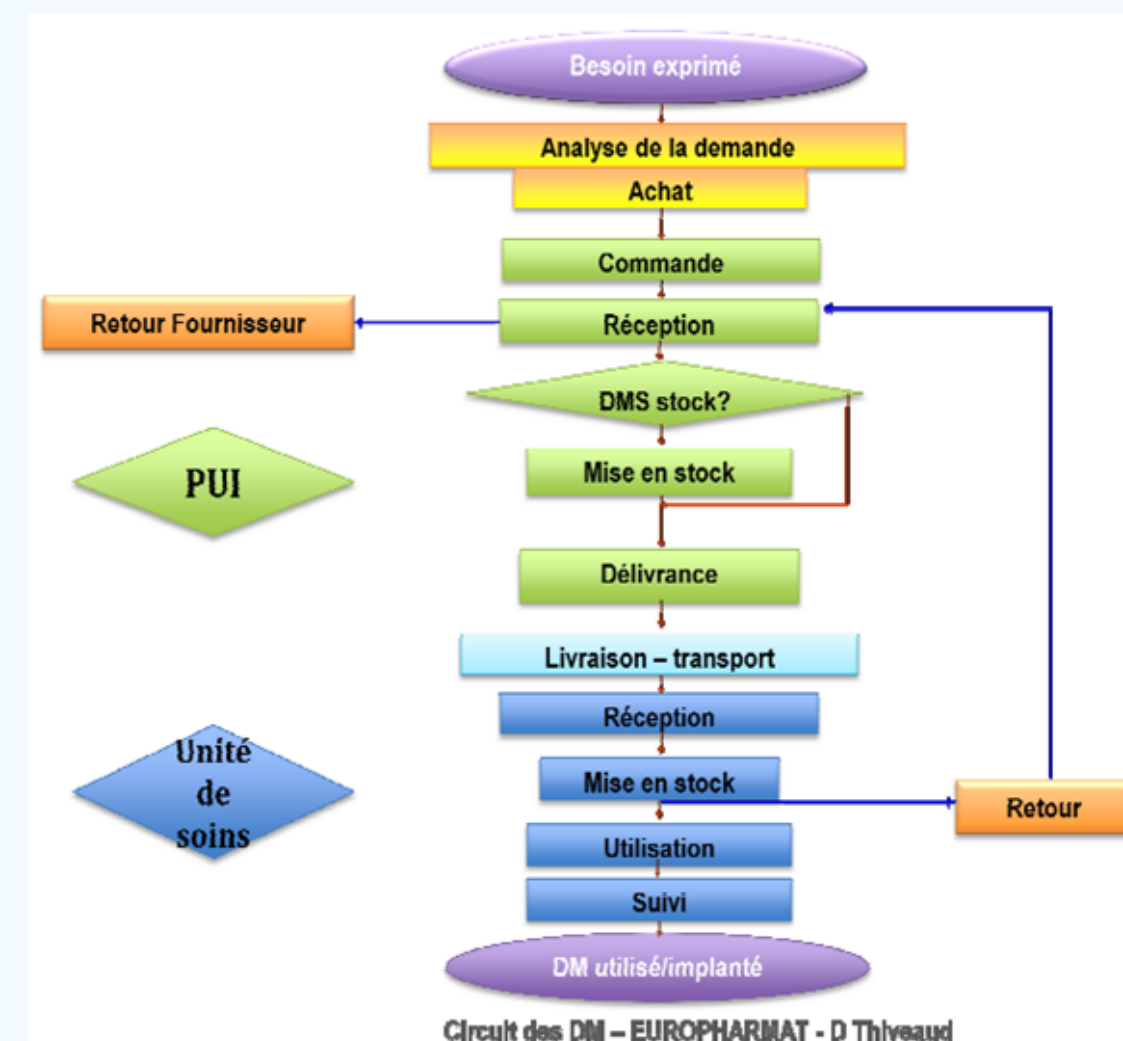 Besoin exprimé
Analyse de la demande
Achat
Commande
Retour Fournisseur
Réception
DMS stock?
PUI
Mise en stock
Délivrance
Livraison – transport
Réception
Unité
de
soins
Mise en stock
Retour
Utilisation
Suivi
DM utilisé/implanté
Circuit des DM – EUROPHARMAT - D Thiveaud